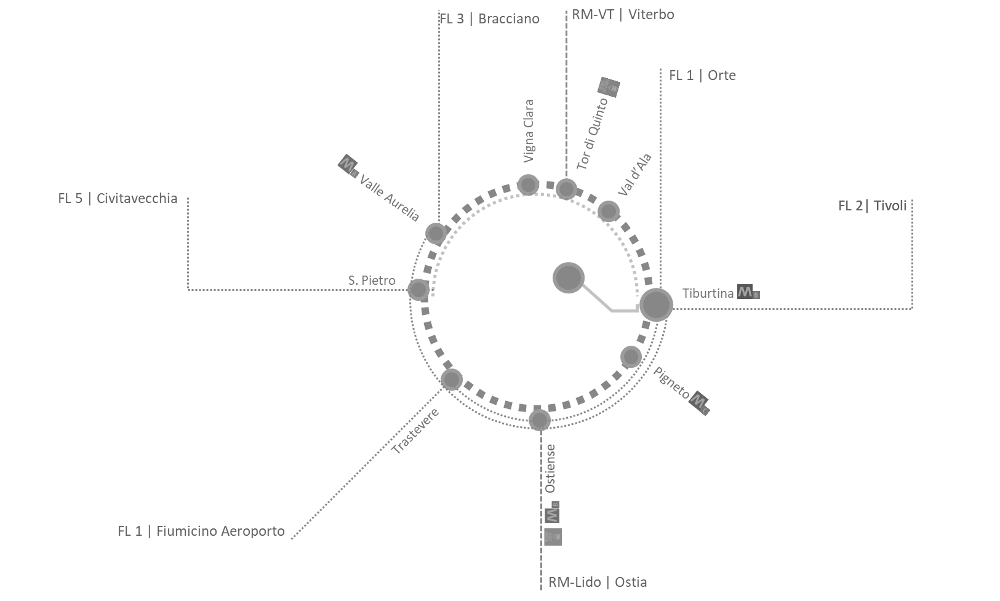 FL 3 | Bracciano
RM-VT | Viterbo
FL 1 | Orte
Vigna Clara
Tor di Quinto
Val d'Ala
M A
Valle Aurelia
FL 5 | Civitavecchia
FL 2| Tivoli
S. Pietro
Tiburtina M B
Pigneto M C
Trastevere
Ostiense
M B
FL 1 | Fiumicino Aeroporto
RM-Lido | Ostia